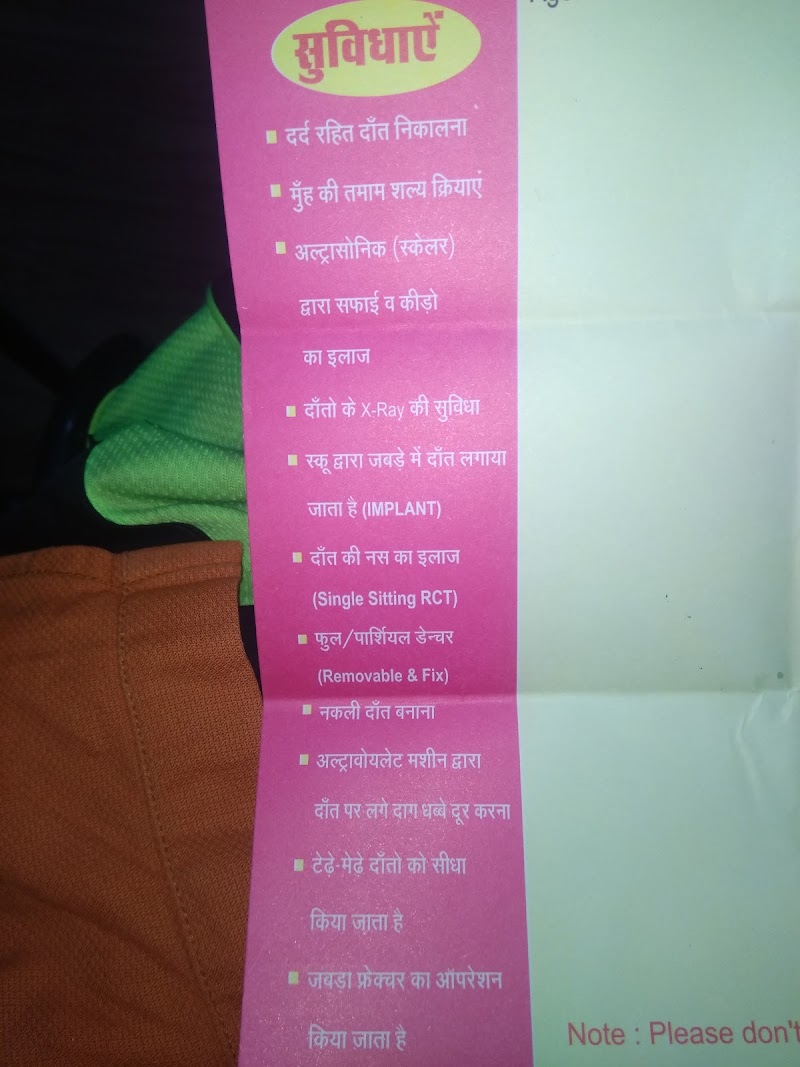 सुविधाऐं
दर्द रहित दाँत निकालना
मुँह की तमाम शल्य क्रियाएं
अल्ट्रासोनिक (स्केलर)
द्वारा सफाई व कीड़ो
का इलाज
दाँतो के X-Ray की सुविधा
स्कू द्वारा जबड़े में दाँत लगाया
जाता है (IMPLANT)
दाँत की नस का इलाज
(Single Sitting RCT)
फुल/पार्शियल डेन्चर
(Removable & Fix)
नकली दाँत बनाना
अल्ट्रावोयलेट मशीन द्वारा
दाँत पर लगे दाग धब्बे दूर करना
टेढ़े-मेढ़े दाँतो को सीधा
किया जाता है
जबड़ा फ्रेक्चर का ऑपरेशन
किया जाता है
Note : Please don't